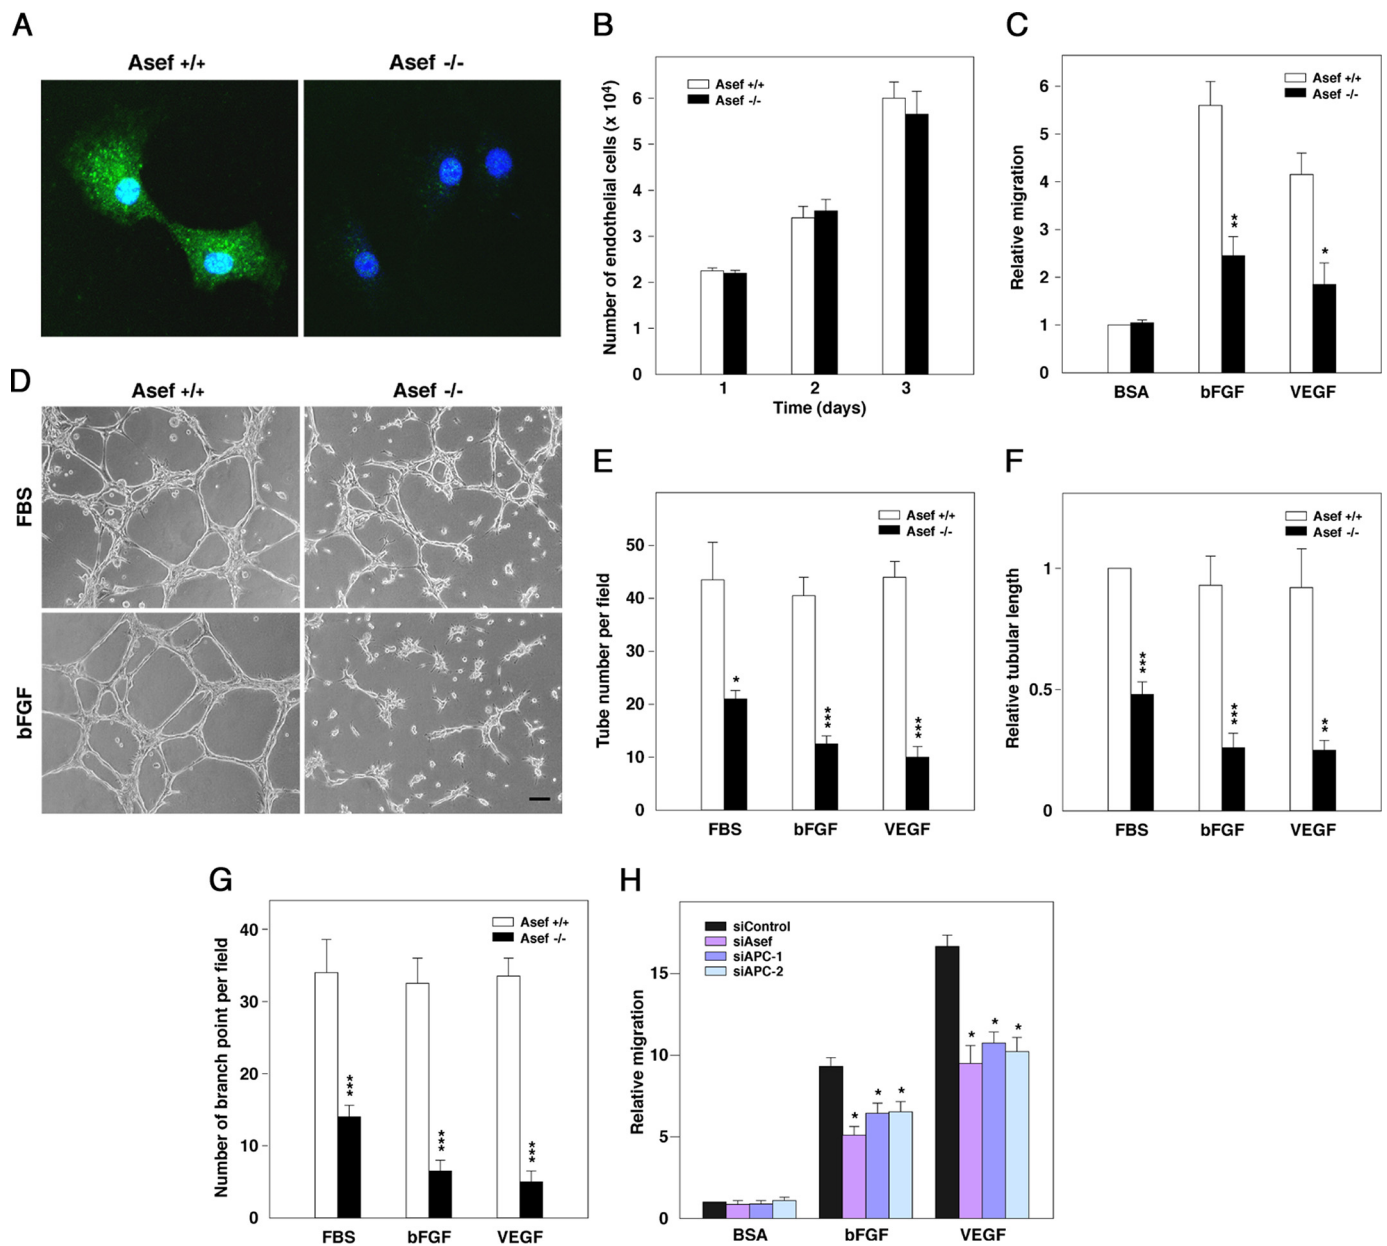 A
Asef +/+
Asef -/-
B
Number of endothelial cells (x 10⁴)
6
5
4
3
2
1
0
Asef +/+
Asef -/-
1
2
3
Time (days)
C
Relative migration
6
5
4
3
2
1
0
Asef +/+
Asef -/-
**
*
BSA
bFGF
VEGF
D
Asef +/+
Asef -/-
FBS
bFGF
E
Tube number per field
50
40
30
20
10
0
Asef +/+
Asef -/-
*
***
***
FBS
bFGF
VEGF
F
Relative tubular length
1
0.5
0
Asef +/+
Asef -/-
***
***
**
FBS
bFGF
VEGF
G
Number of branch point per field
40
30
20
10
0
Asef +/+
Asef -/-
***
***
***
FBS
bFGF
VEGF
H
Relative migration
15
10
5
0
siControl
siAsef
siAPC-1
siAPC-2
* * *
* * *
BSA
bFGF
VEGF